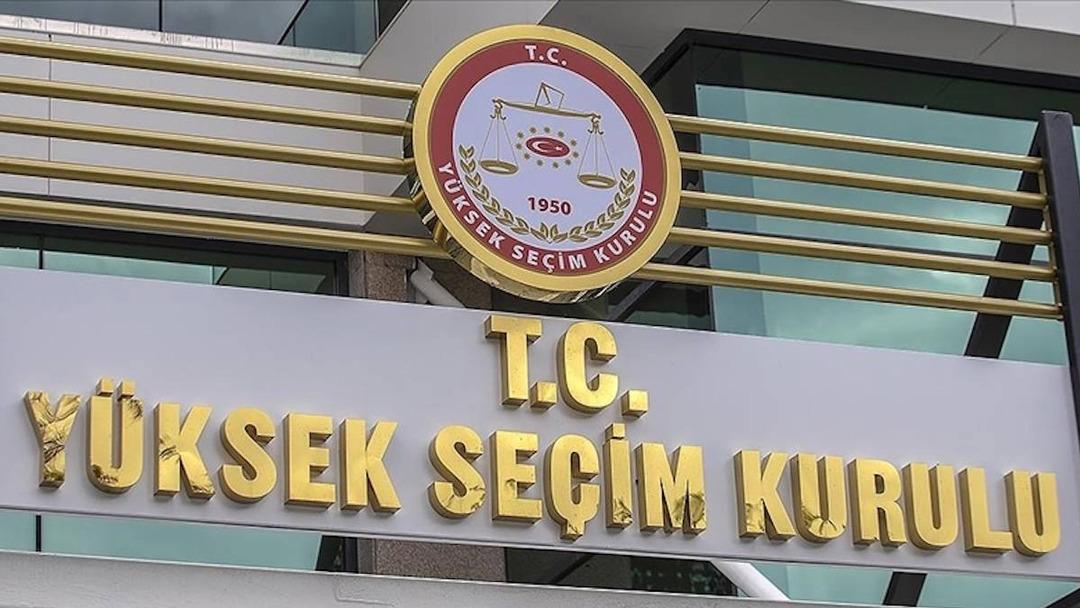 T.C.
1950
YÜKSEK SEÇİM KURULU
T.C.
YÜKSEK SEÇİM KURULU